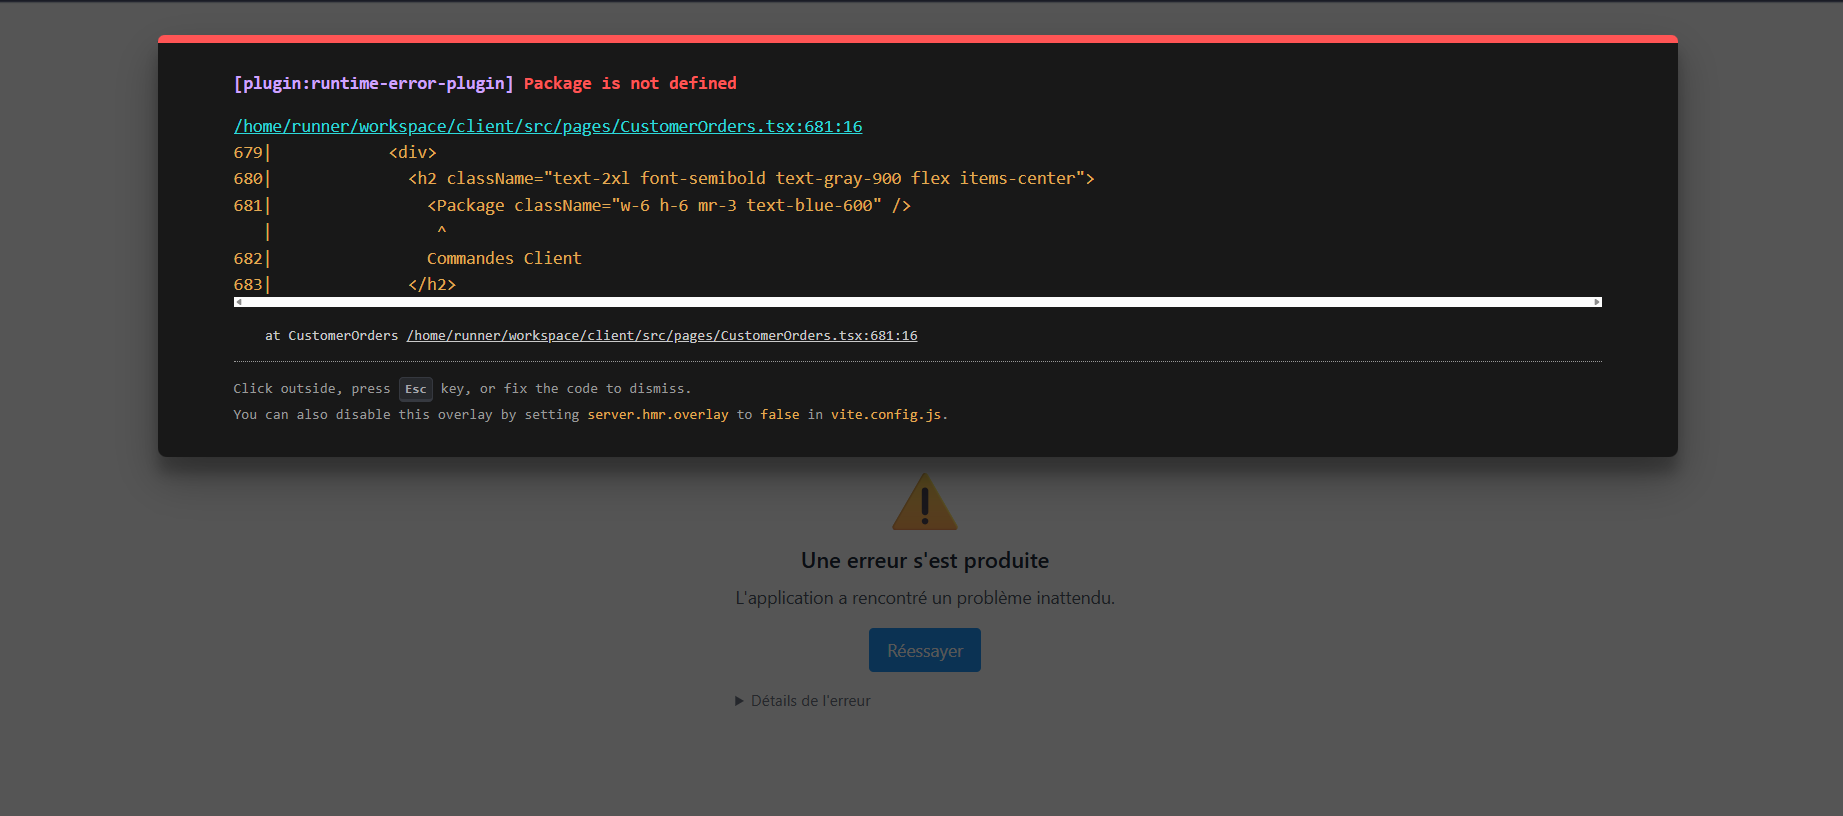 [plugin:runtime-error-plugin] Package is not defined
/home/runner/workspace/client/src/pages/CustomerOrders.tsx:681:16
679|            <div>
680|              <h2 className="text-2xl font-semibold text-gray-900 flex items-center">
681|                <Package className="w-6 h-6 mr-3 text-blue-600" />
   |                 ^
682|                Commandes Client
683|              </h2>
at CustomerOrders /home/runner/workspace/client/src/pages/CustomerOrders.tsx:681:16
Click outside, press Esc key, or fix the code to dismiss.
You can also disable this overlay by setting server.hmr.overlay to false in vite.config.js.
Une erreur s'est produite
L'application a rencontré un problème inattendu.
Réessayer
▶ Détails de l'erreur